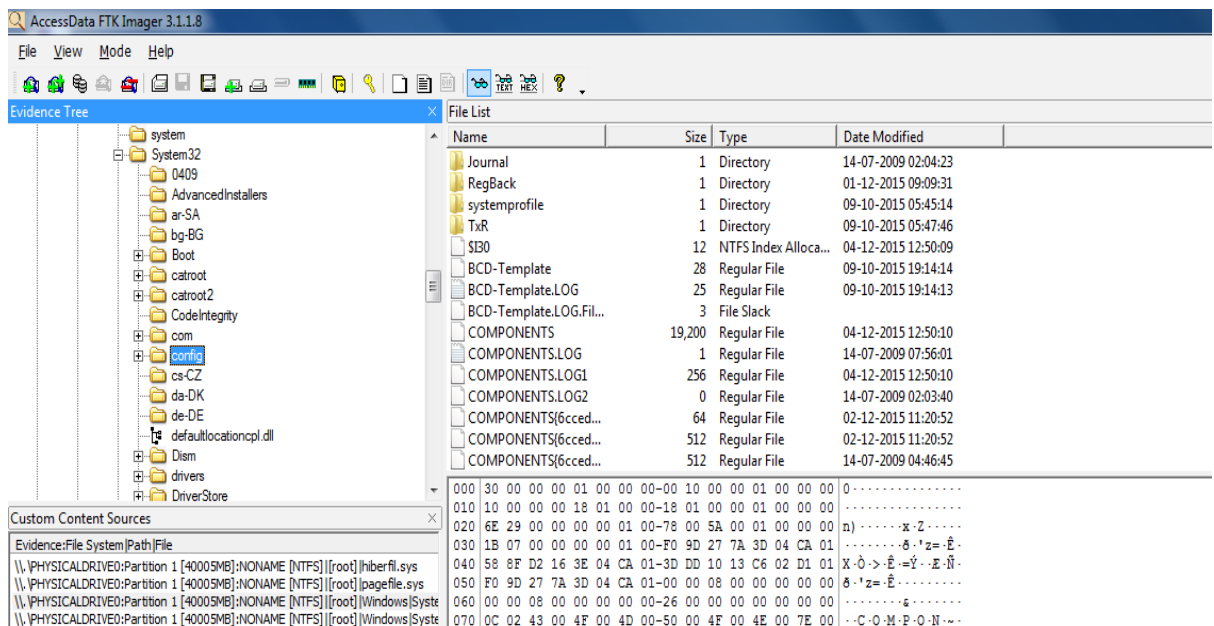 AccessData FTK Imager 3.1.1.8
File View Mode Help
TEXT HEX
Evidence Tree
system
System32
0409
AdvancedInstallers
ar-SA
bg-BG
Boot
catroot
catroot2
CodeIntegrity
com
config
cs-CZ
da-DK
de-DE
defaultlocationcpl.dll
Dism
drivers
DriverStore
File List
Name Size Type Date Modified
Journal 1 Directory 14-07-2009 02:04:23
RegBack 1 Directory 01-12-2015 09:09:31
systemprofile 1 Directory 09-10-2015 05:45:14
TxR 1 Directory 09-10-2015 05:47:46
$I30 12 NTFS Index Alloca... 04-12-2015 12:50:09
BCD-Template 28 Regular File 09-10-2015 19:14:14
BCD-Template.LOG 25 Regular File 09-10-2015 19:14:13
BCD-Template.LOG.Fil... 3 File Slack
COMPONENTS 19,200 Regular File 04-12-2015 12:50:10
COMPONENTS.LOG 1 Regular File 14-07-2009 07:56:01
COMPONENTS.LOG1 256 Regular File 04-12-2015 12:50:10
COMPONENTS.LOG2 0 Regular File 14-07-2009 02:03:40
COMPONENTS{6cced... 64 Regular File 02-12-2015 11:20:52
COMPONENTS{6cced... 512 Regular File 02-12-2015 11:20:52
COMPONENTS{6cced... 512 Regular File 14-07-2009 04:46:45
Custom Content Sources
Evidence:File System|Path|File
\\.\PHYSICALDRIVE0:Partition 1 [40005MB]:NONAME [NTFS]|[root]|hiberfil.sys
\\.\PHYSICALDRIVE0:Partition 1 [40005MB]:NONAME [NTFS]|[root]|pagefile.sys
\\.\PHYSICALDRIVE0:Partition 1 [40005MB]:NONAME [NTFS]|[root]|Windows|Syste
\\.\PHYSICALDRIVE0:Partition 1 [40005MB]:NONAME [NTFS]|[root]|Windows|Syste
000 30 00 00 00 01 00 00 00-00 10 00 00 01 00 00 00 0···············
010 10 00 00 00 18 01 00 00-18 01 00 00 01 00 00 00 ················
020 6E 29 00 00 00 00 01 00-78 00 5A 00 01 00 00 00 n)······x·Z·····
030 1B 07 00 00 00 00 01 00-F0 9D 27 7A 3D 04 CA 01 ········ð·'z=·Ê·
040 58 8F D2 16 3E 04 CA 01-3D DD 10 13 C6 02 D1 01 X·Ò·>·Ê·=Ý··Æ·Ñ·
050 F0 9D 27 7A 3D 04 CA 01-00 00 08 00 00 00 00 00 ð·'z=·Ê·········
060 00 00 08 00 00 00 00 00-26 00 00 00 00 00 00 00 ········&·······
070 0C 02 43 00 4F 00 4D 00-50 00 4F 00 4E 00 7E 00 ··C·O·M·P·O·N·~·